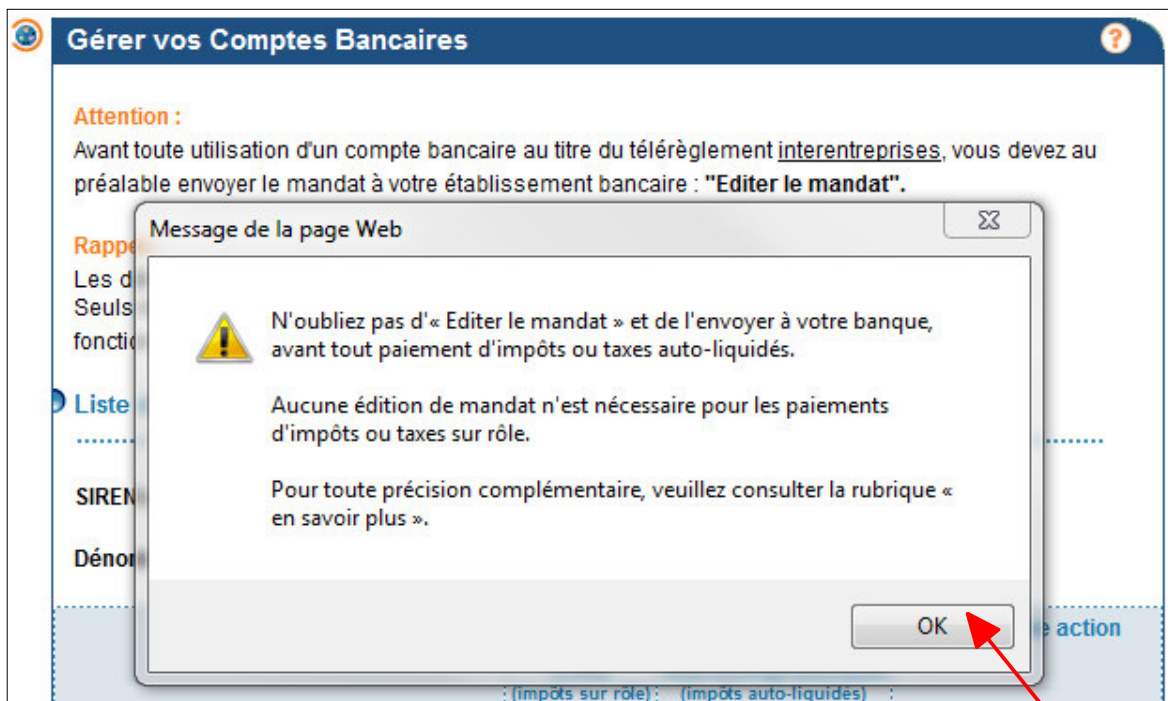 Gérer vos Comptes Bancaires
?
Attention :
Avant toute utilisation d'un compte bancaire au titre du télérèglement interentreprises, vous devez au
préalable envoyer le mandat à votre établissement bancaire : "Editer le mandat".
Message de la page Web
Les
Seuls
N'oubliez pas d'« Editer le mandat » et de l'envoyer à votre banque,
avant tout paiement d'impôts ou taxes auto-liquidés.
Liste
Aucune édition de mandat n'est nécessaire pour les paiements
d'impôts ou taxes sur rôle.
SIREN
Pour toute précision complémentaire, veuillez consulter la rubrique «
en savoir plus ».
OK
action
(impôts sur rôle)
(impôts auto-liquidés)